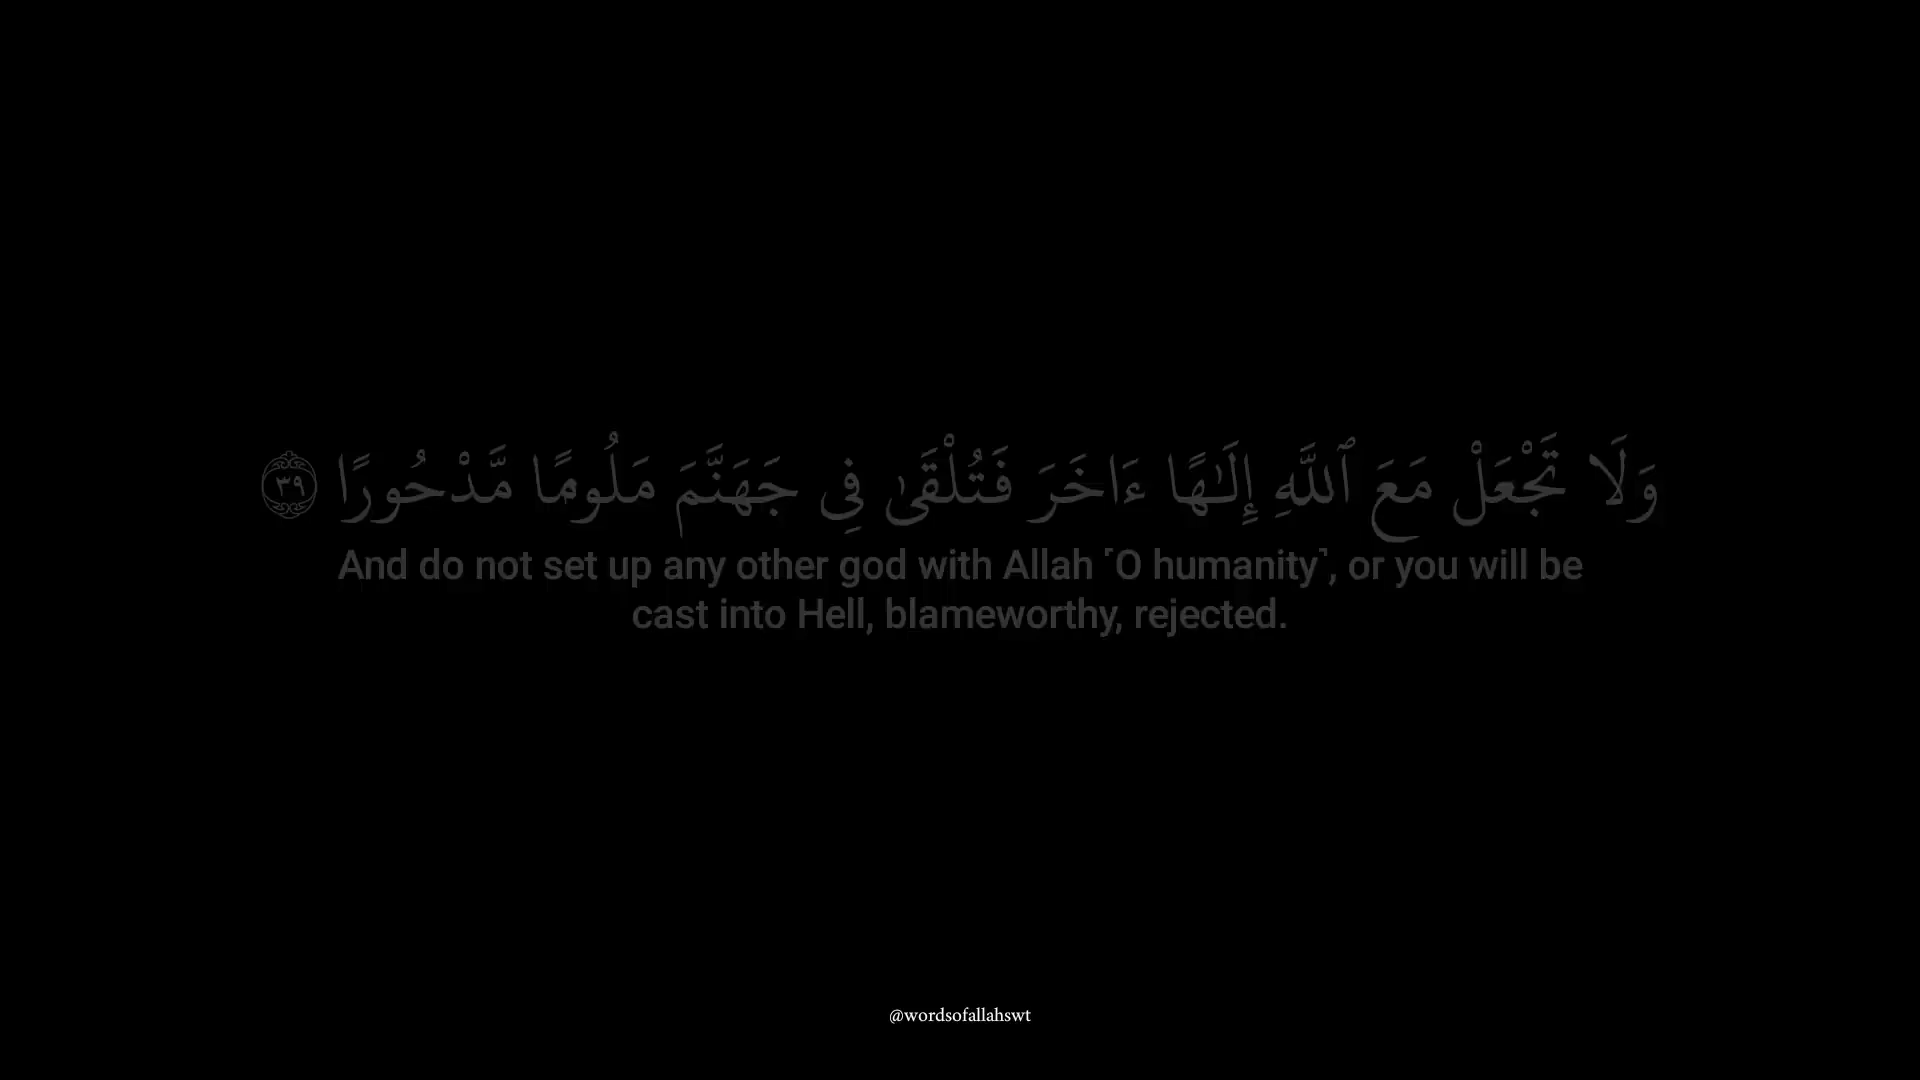 وَلَا تَجْعَلْ مَعَ ٱللَّهِ إِلَـٰهًا ءَاخَرَ فَتُلْقَىٰ فِى جَهَنَّمَ مَلُومًا مَّدْحُورًا ٣٩
And do not set up any other god with Allah ˹O humanity˺, or you will be
cast into Hell, blameworthy, rejected.
@wordsofallahswt